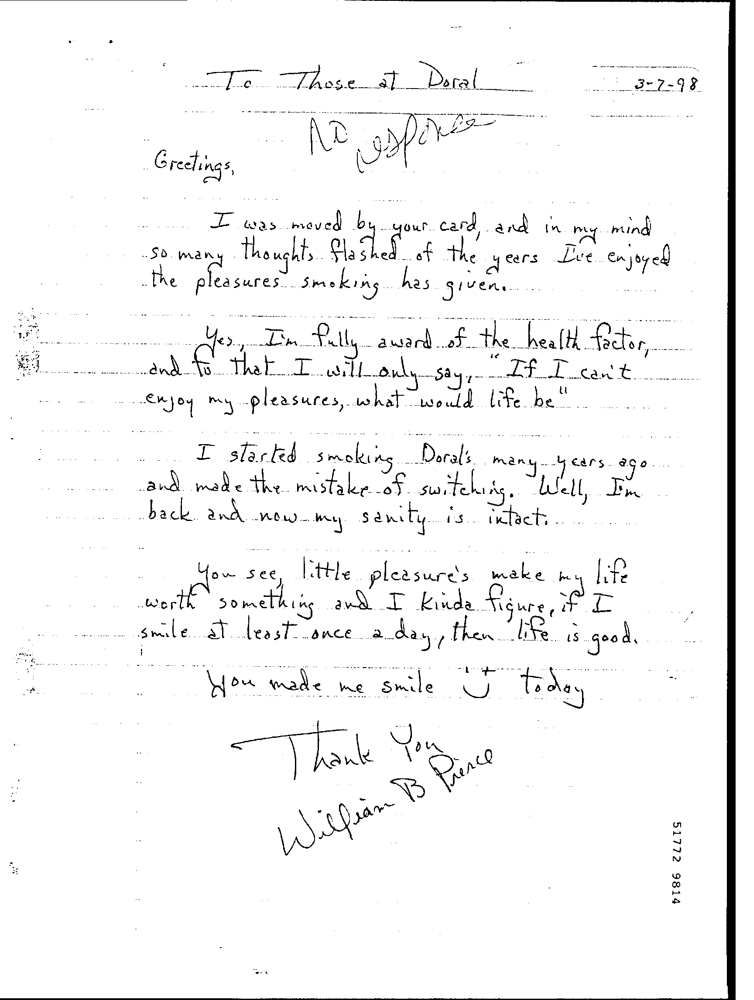 To Those at Doral
3-7-98
No response
Greetings,
I was moved by your card, and in my mind
so many thoughts flashed of the years I've enjoyed
the pleasures smoking has given.
Yes, I'm fully award of the health factor,
and to that I will only say, "If I can't
enjoy my pleasures, what would life be"
I started smoking Doral's many years ago
and made the mistake of switching. Well, I'm
back and now my sanity is intact.
You see, little pleasure's make my life
worth something and I kinda figure, if I
smile at least once a day, then life is good.
You made me smile today
Thank You
William B Pierce
51772 9814